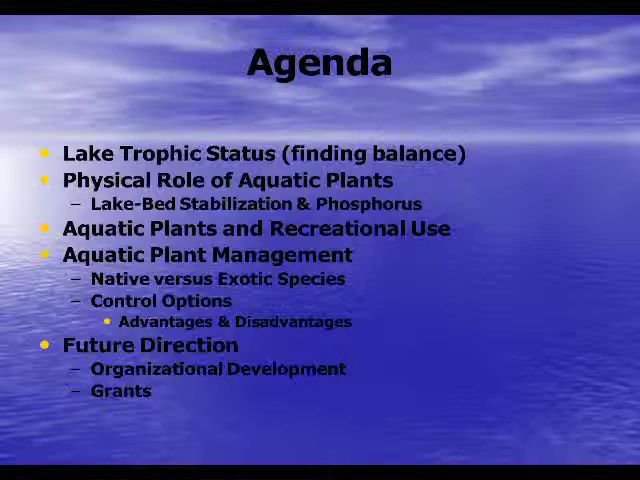 Agenda
• Lake Trophic Status (finding balance)
• Physical Role of Aquatic Plants
– Lake-Bed Stabilization & Phosphorus
• Aquatic Plants and Recreational Use
• Aquatic Plant Management
– Native versus Exotic Species
– Control Options
• Advantages & Disadvantages
• Future Direction
– Organizational Development
– Grants